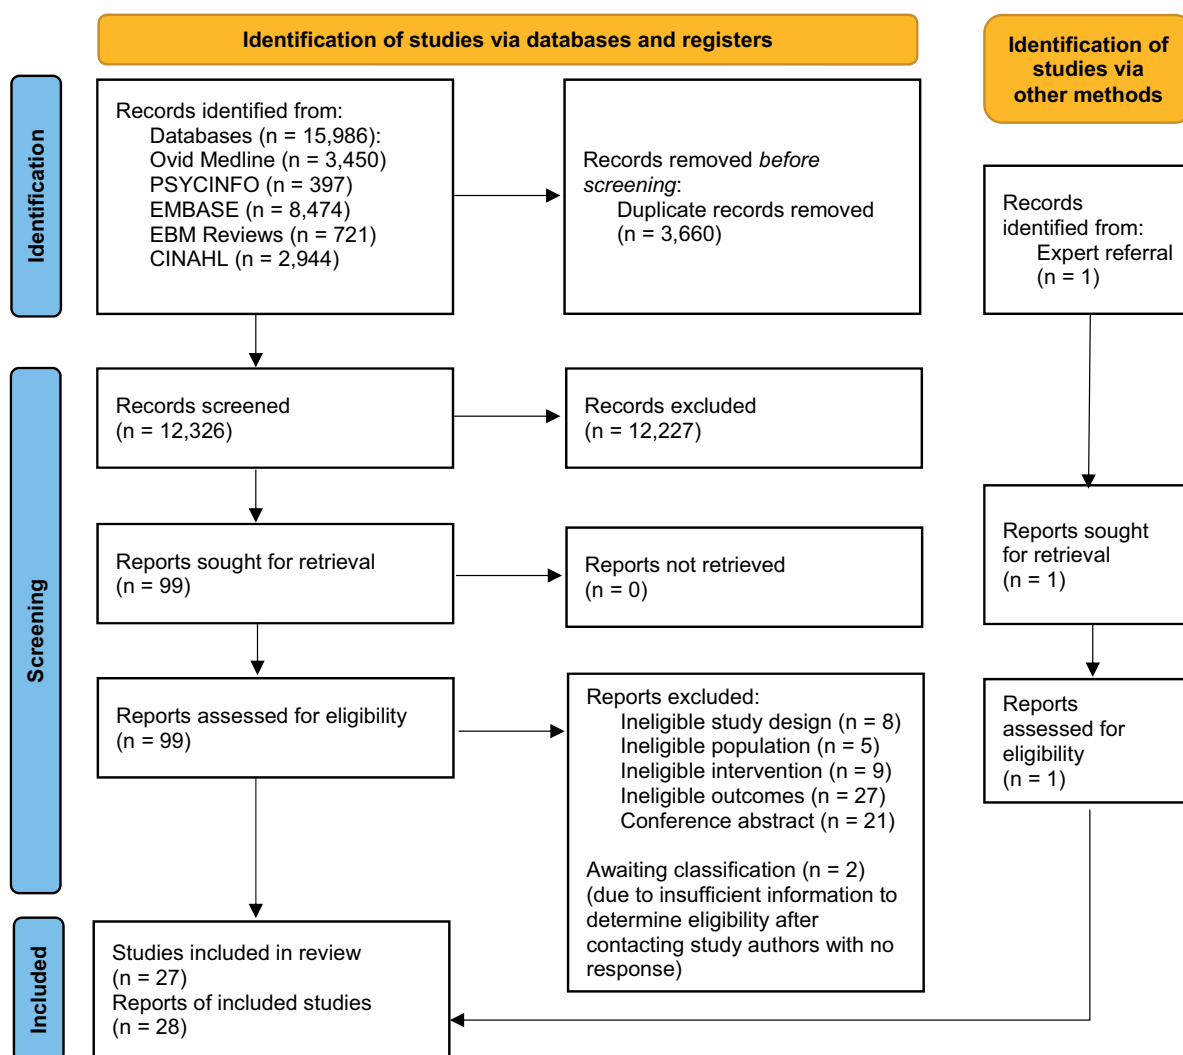 Identification of studies via databases and registers
Identification of
studies via
other methods
Identification
Records identified from:
Databases (n = 15,986):
Ovid Medline (n = 3,450)
PSYCINFO (n = 397)
EMBASE (n = 8,474)
EBM Reviews (n = 721)
CINAHL (n = 2,944)
Records removed before
screening:
Duplicate records removed
(n = 3,660)
Records
identified from:
Expert referral
(n = 1)
Screening
Records screened
(n = 12,326)
Records excluded
(n = 12,227)
Reports sought for retrieval
(n = 99)
Reports not retrieved
(n = 0)
Reports sought
for retrieval
(n = 1)
Reports assessed for eligibility
(n = 99)
Reports excluded:
Ineligible study design (n = 8)
Ineligible population (n = 5)
Ineligible intervention (n = 9)
Ineligible outcomes (n = 27)
Conference abstract (n = 21)
Awaiting classification (n = 2)
(due to insufficient information to
determine eligibility after
contacting study authors with no
response)
Reports
assessed for
eligibility
(n = 1)
Included
Studies included in review
(n = 27)
Reports of included studies
(n = 28)